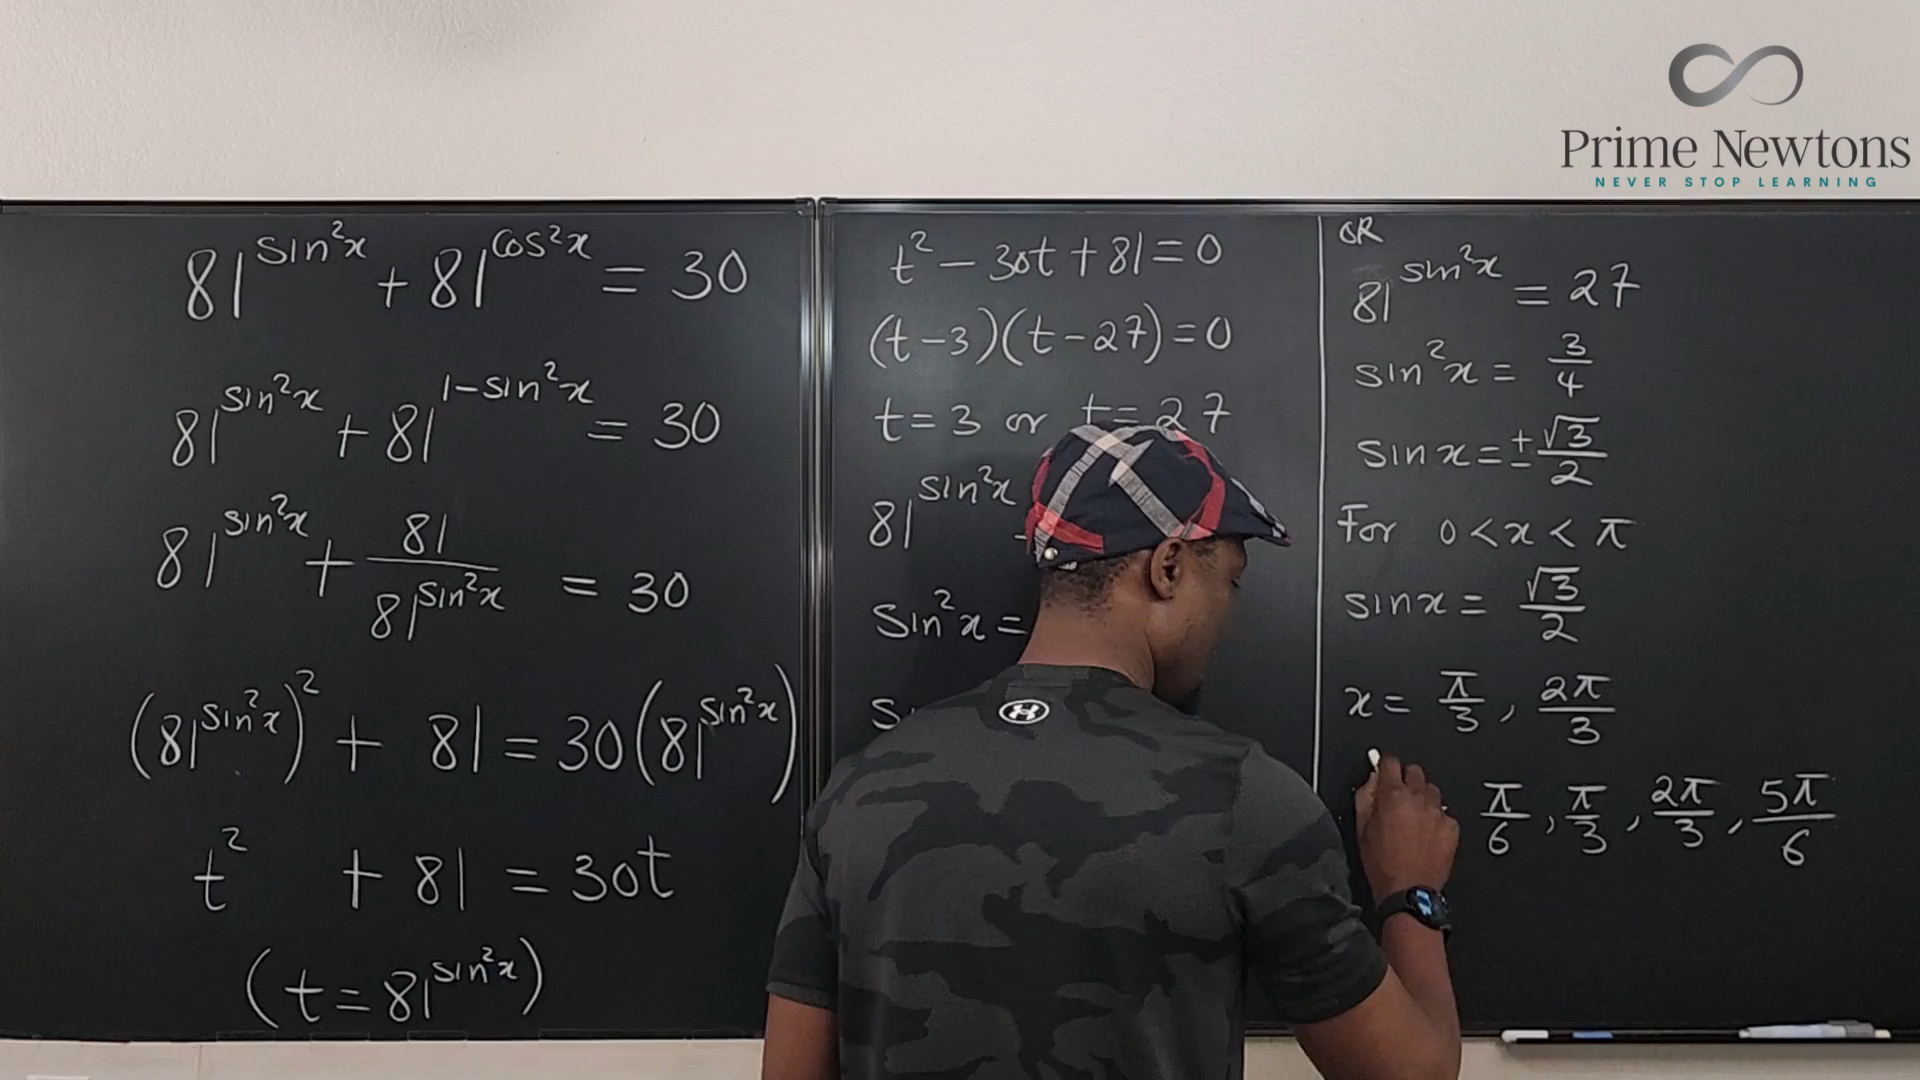 Prime Newtons
NEVER STOP LEARNING
81^sin²x + 81^cos²x = 30
81^sin²x + 81^1-sin²x = 30
81^sin²x + 81/81^sin²x = 30
(81^sin²x)² + 81 = 30(81^sin²x)
t² + 81 = 30t
(t = 81^sin²x)
t² - 30t + 81 = 0
(t - 3)(t - 27) = 0
t = 3 or t = 27
81^sin²x
sin²x =
OR
81^sin²x = 27
sin²x = 3/4
sinx = ±√3/2
For 0 < x < π
sinx = √3/2
x = π/3, 2π/3
π/6, π/3, 2π/3, 5π/6